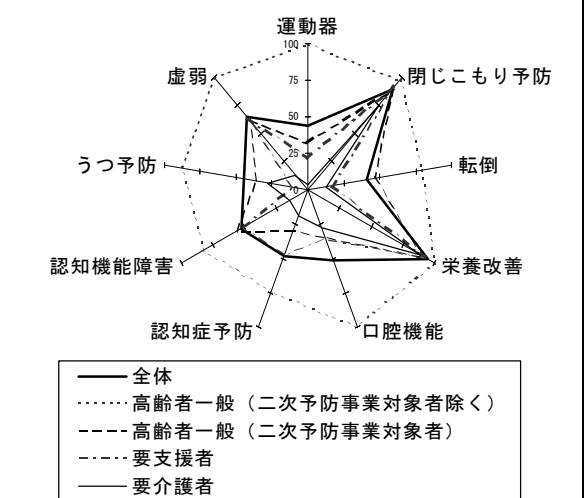 運動器
100
虚弱
閉じこもり予防
75
50
25
0
うつ予防
転倒
認知機能障害
栄養改善
認知症予防
口腔機能
全体
高齢者一般（二次予防事業対象者除く）
高齢者一般（二次予防事業対象者）
要支援者
要介護者